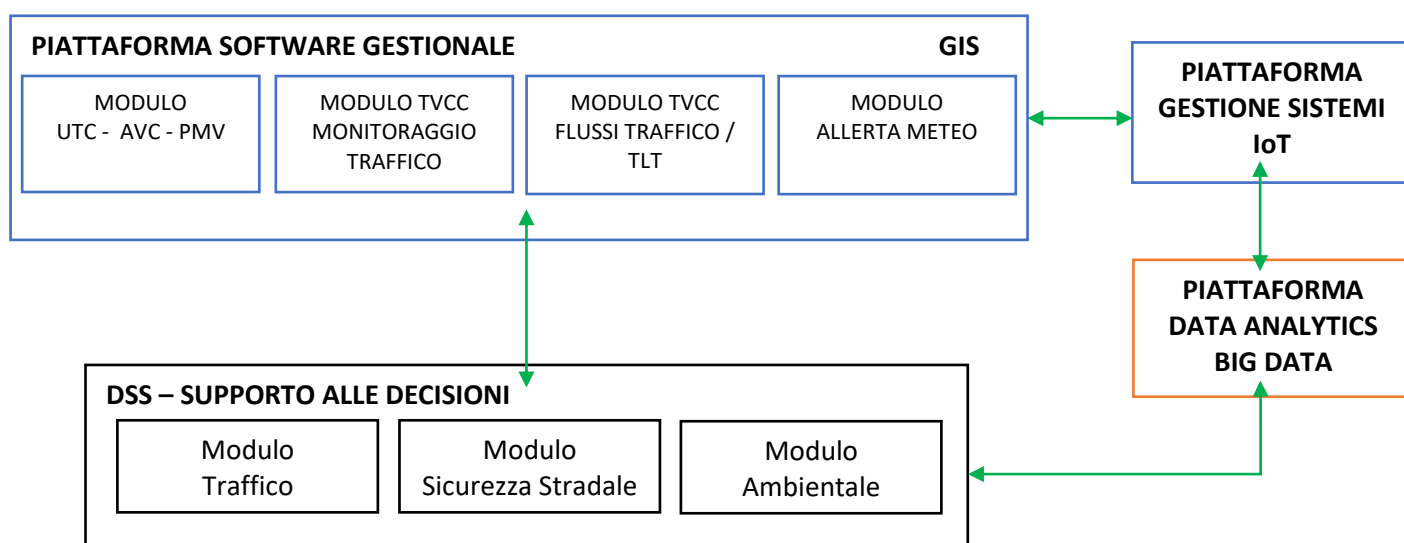 PIATTAFORMA SOFTWARE GESTIONALE GIS
MODULO
UTC - AVC - PMV
MODULO TVCC
MONITORAGGIO
TRAFFICO
MODULO TVCC
FLUSSI TRAFFICO /
TLT
MODULO
ALLERTA METEO
PIATTAFORMA
GESTIONE SISTEMI
IoT
PIATTAFORMA
DATA ANALYTICS
BIG DATA
DSS – SUPPORTO ALLE DECISIONI
Modulo
Traffico
Modulo
Sicurezza Stradale
Modulo
Ambientale